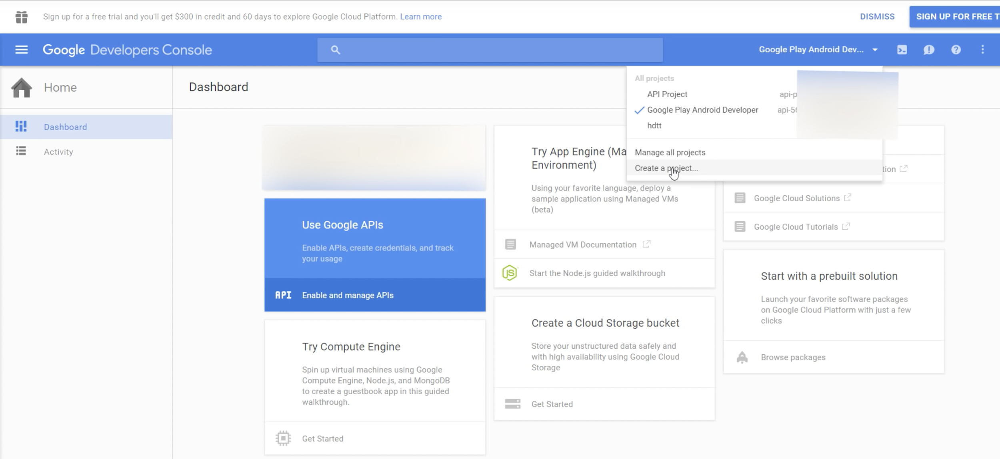 Sign up for a free trial and you'll get $300 in credit and 60 days to explore Google Cloud Platform. Learn more
DISMISS
SIGN UP FOR FREE T
Google Developers Console
Google Play Android Dev...
Home
Dashboard
Activity
Dashboard
All projects
API Project api-p
Google Play Android Developer api-56
hdtt
Manage all projects
Create a project...
Use Google APIs
Enable APIs, create credentials, and track
your usage
API Enable and manage APIs
Try Compute Engine
Spin up virtual machines using Google
Compute Engine, Node.js, and MongoDB
to create a guestbook app in this guided
walkthrough.
Get Started
Try App Engine (Ma
Environment)
Using your favorite language, deploy a
sample application using Managed VMs
(beta)
Managed VM Documentation
JS Start the Node.js guided walkthrough
Create a Cloud Storage bucket
Store your unstructured data safely and
with high availability using Google Cloud
Storage
Get Started
tion
Google Cloud Solutions
Google Cloud Tutorials
Start with a prebuilt solution
Launch your favorite software packages
on Google Cloud Platform with just a few
clicks
Browse packages